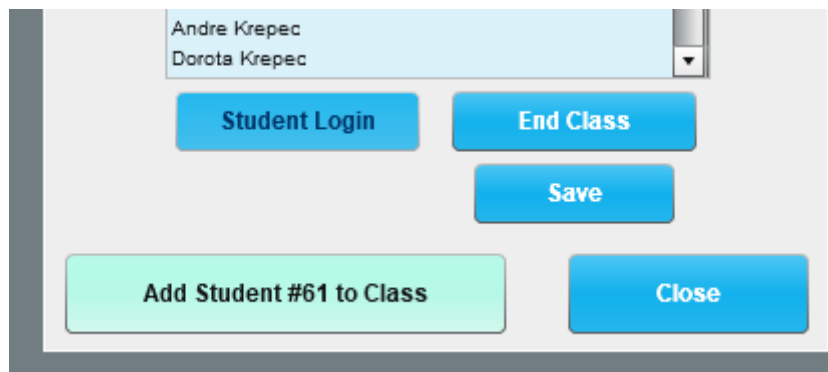 Andre Krepec
Dorota Krepec
Student Login
End Class
Save
Add Student #61 to Class
Close